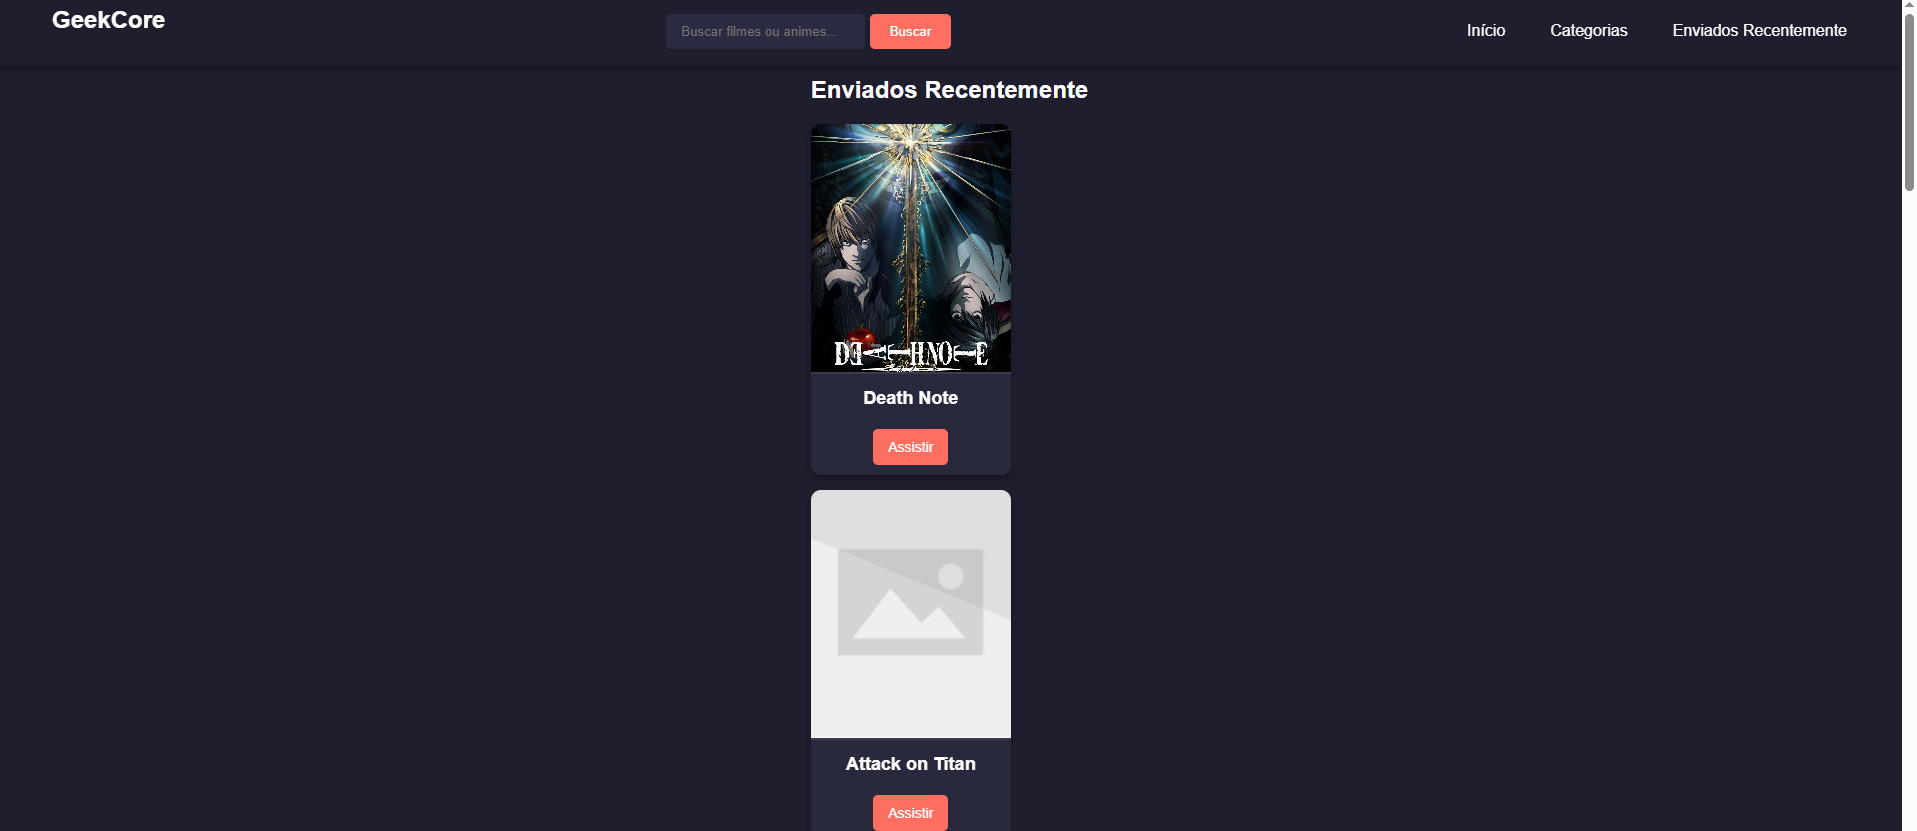 GeekCore
Buscar filmes ou animes...
Buscar
Início
Categorias
Enviados Recentemente
Enviados Recentemente
DEATH NOTE
Death Note
Assistir
Attack on Titan
Assistir